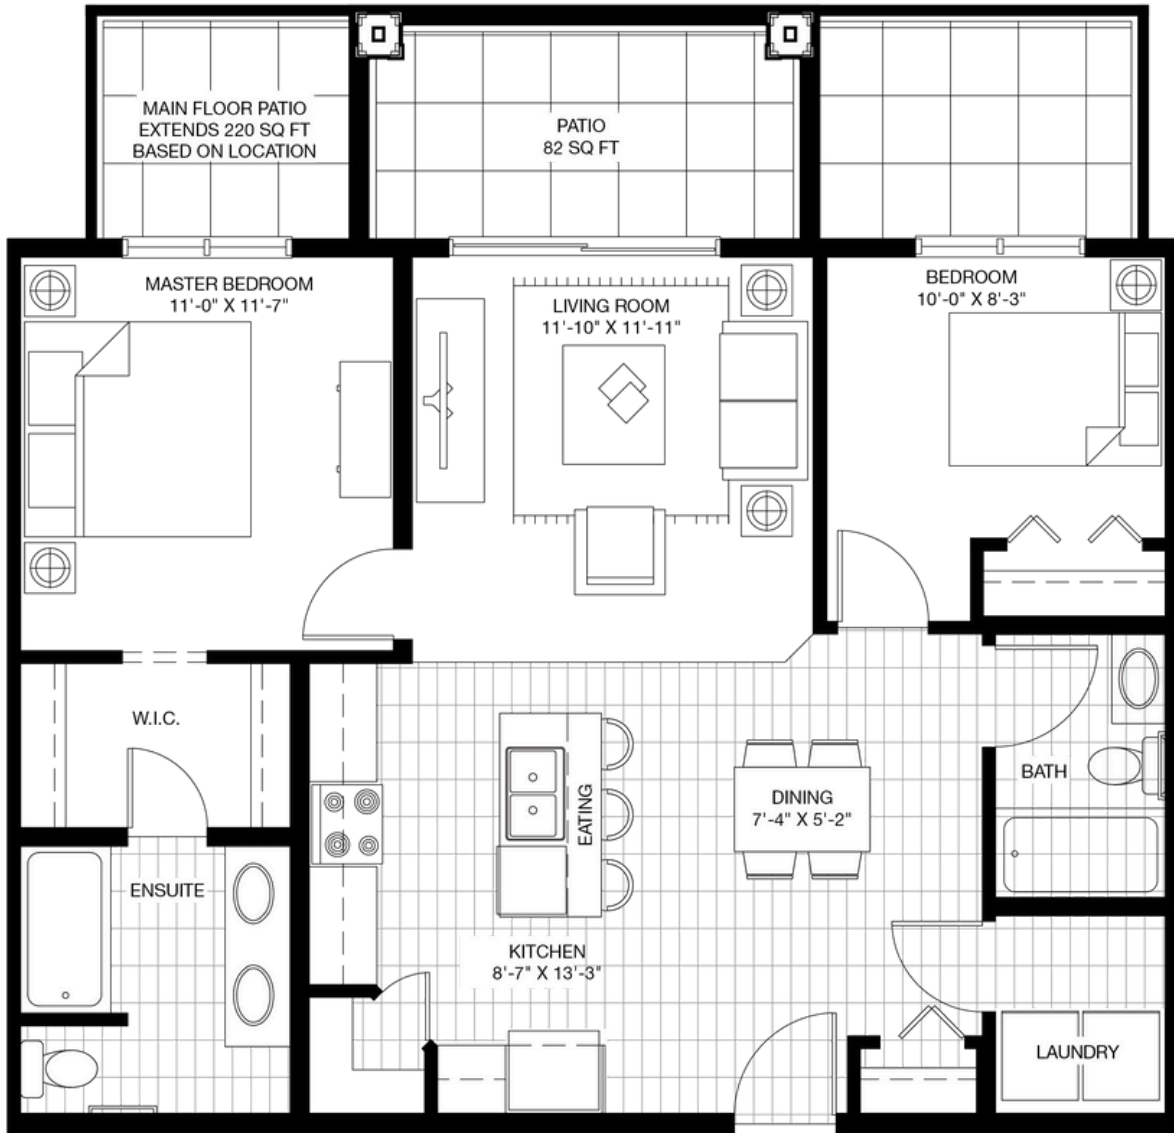 MAIN FLOOR PATIO
EXTENDS 220 SQ FT
BASED ON LOCATION
PATIO
82 SQ FT
MASTER BEDROOM
11'-0" X 11'-7"
LIVING ROOM
11'-10" X 11'-11"
BEDROOM
10'-0" X 8'-3"
W.I.C.
EATING
DINING
7'-4" X 5'-2"
BATH
ENSUITE
KITCHEN
8'-7" X 13'-3"
LAUNDRY